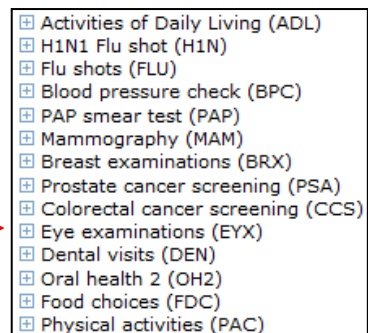 Activities of Daily Living (ADL)
H1N1 Flu shot (H1N)
Flu shots (FLU)
Blood pressure check (BPC)
PAP smear test (PAP)
Mammography (MAM)
Breast examinations (BRX)
Prostate cancer screening (PSA)
Colorectal cancer screening (CCS)
Eye examinations (EYX)
Dental visits (DEN)
Oral health 2 (OH2)
Food choices (FDC)
Physical activities (PAC)